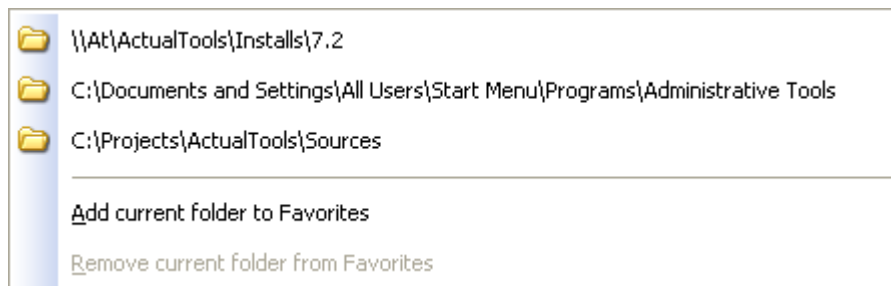 \\At\ActualTools\Installs\7.2
C:\Documents and Settings\All Users\Start Menu\Programs\Administrative Tools
C:\Projects\ActualTools\Sources
Add current folder to Favorites
Remove current folder from Favorites